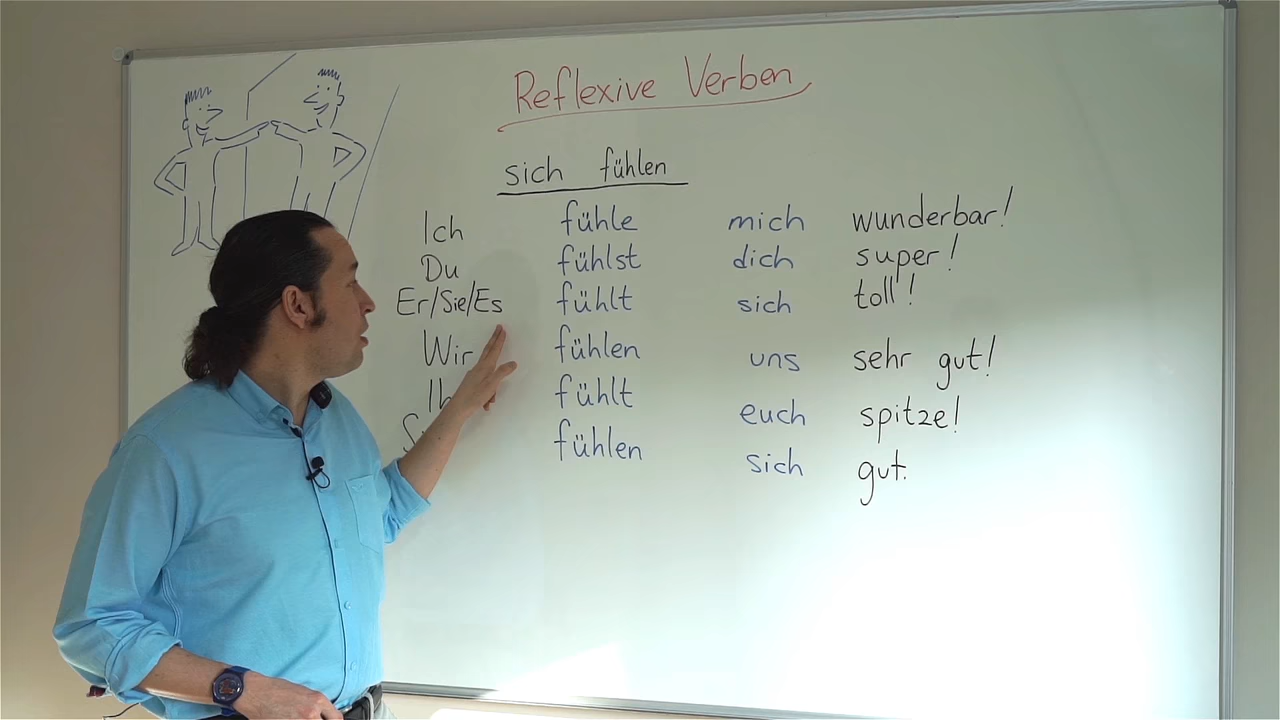 Reflexive Verben
sich fühlen
Ich fühle mich wunderbar!
Du fühlst dich super!
Er/Sie/Es fühlt sich toll!
Wir fühlen uns sehr gut!
fühlt euch spitze!
fühlen sich gut.